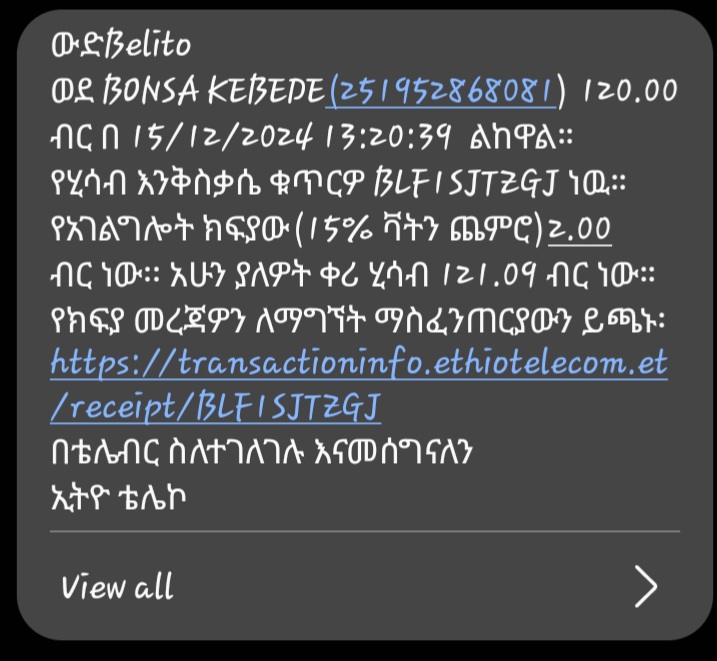 ውድBelito
ወደ BONSA KEBEDE(251952868081) 120.00
ብር በ 15/12/2024 13:20:39 ልከዋል።
የሂሳብ እንቅስቃሴ ቁጥርዎ BLF1SJTZGJ ነዉ።
የአገልግሎት ክፍያው(15% ቫትን ጨምሮ)2.00
ብር ነው። አሁን ያለዎት ቀሪ ሂሳብ 121.09 ብር ነው።
የክፍያ መረጃዎን ለማግኘት ማስፈንጠርያውን ይጫኑ፡
https://transactioninfo.ethiotelecom.et
/receipt/BLF1SJTZGJ
በቴሌብር ስለተገለገሉ እናመሰግናለን
ኢትዮ ቴሌኮ
View all